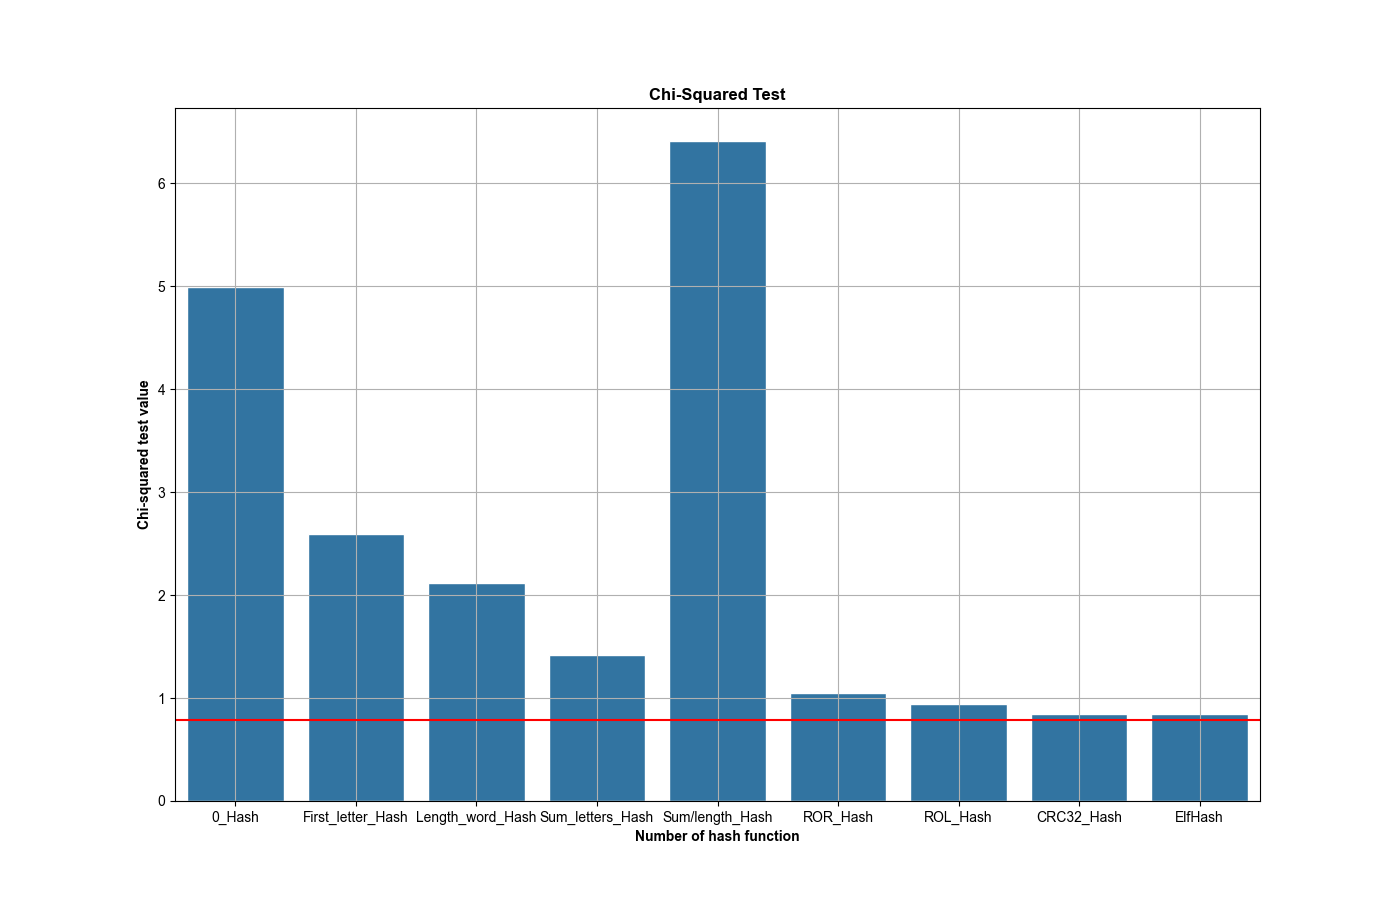 Chi-Squared Test
Chi-squared test value
6
5
4
3
2
1
0
0_Hash First_letter_Hash Length_word_Hash Sum_letters_Hash Sum/length_Hash ROR_Hash ROL_Hash CRC32_Hash ElfHash
Number of hash function